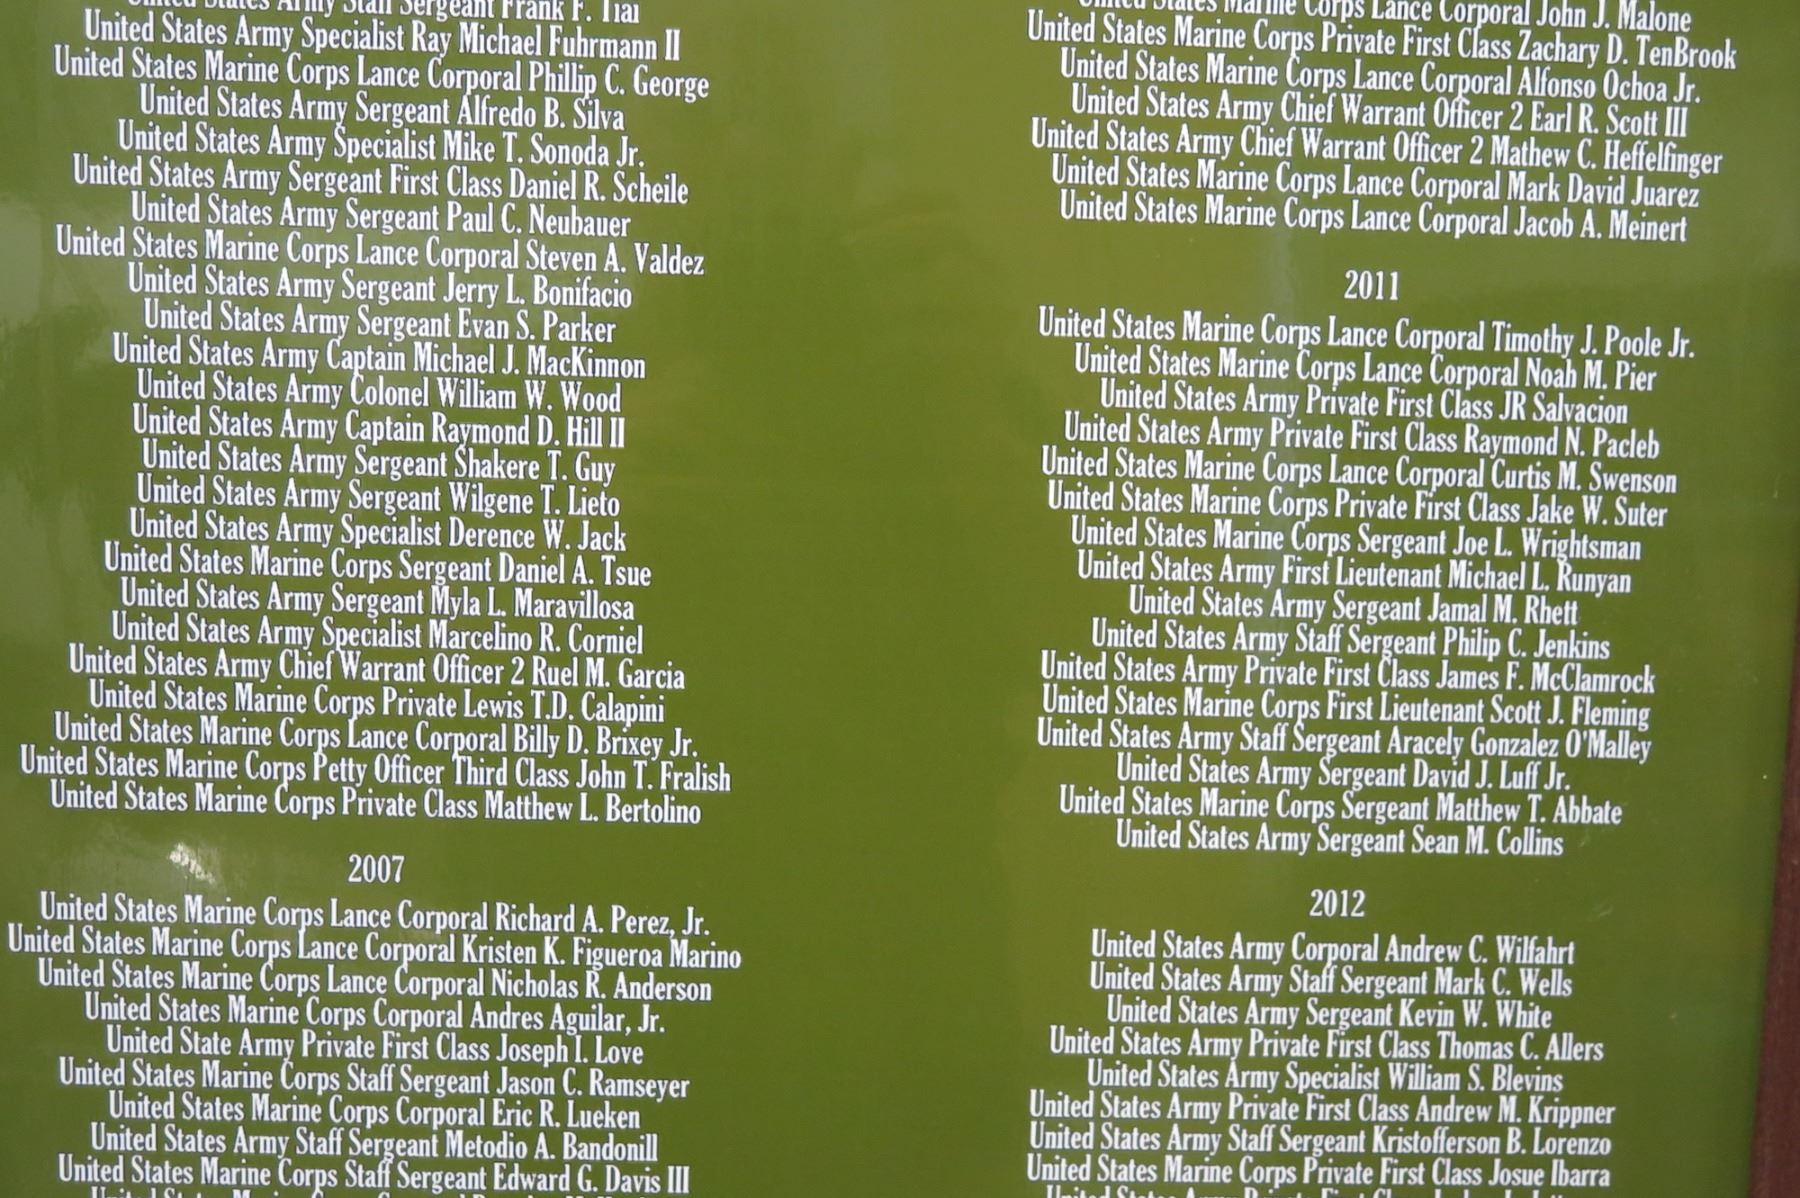 United States Army Staff Sergeant Frank F. Tiai
United States Army Specialist Ray Michael Fuhrmann II
United States Marine Corps Lance Corporal Phillip C. George
United States Army Sergeant Alfredo B. Silva
United States Army Specialist Mike T. Sonoda Jr.
United States Army Sergeant First Class Daniel R. Scheile
United States Army Sergeant Paul C. Neubauer
United States Marine Corps Lance Corporal Steven A. Valdez
United States Army Sergeant Jerry L. Bonifacio
United States Army Sergeant Evan S. Parker
United States Army Captain Michael J. MacKinnon
United States Army Colonel William W. Wood
United States Army Captain Raymond D. Hill II
United States Army Sergeant Shakere T. Guy
United States Army Sergeant Wilgene T. Lieto
United States Army Specialist Derence W. Jack
United States Marine Corps Sergeant Daniel A. Tsue
United States Army Sergeant Myla L. Maravillosa
United States Army Specialist Marcelino R. Corniel
United States Army Chief Warrant Officer 2 Ruel M. Garcia
United States Marine Corps Private Lewis T.D. Calapini
United States Marine Corps Lance Corporal Billy D. Brixey Jr.
United States Marine Corps Petty Officer Third Class John T. Fralish
United States Marine Corps Private Class Matthew L. Bertolino
2007
United States Marine Corps Lance Corporal Richard A. Perez, Jr.
United States Marine Corps Lance Corporal Kristen K. Figueroa Marino
United States Marine Corps Lance Corporal Nicholas R. Anderson
United States Marine Corps Corporal Andres Aguilar, Jr.
United State Army Private First Class Joseph I. Love
United States Marine Corps Staff Sergeant Jason C. Ramseyer
United States Marine Corps Corporal Eric R. Lueken
United States Army Staff Sergeant Metodio A. Bandonill
United States Marine Corps Staff Sergeant Edward G. Davis III
United States Marine Corps Lance Corporal John J. Malone
United States Marine Corps Private First Class Zachary D. TenBrook
United States Marine Corps Lance Corporal Alfonso Ochoa Jr.
United States Army Chief Warrant Officer 2 Earl R. Scott III
United States Army Chief Warrant Officer 2 Mathew C. Heffelfinger
United States Marine Corps Lance Corporal Mark David Juarez
United States Marine Corps Lance Corporal Jacob A. Meinert
2011
United States Marine Corps Lance Corporal Timothy J. Poole Jr.
United States Marine Corps Lance Corporal Noah M. Pier
United States Army Private First Class JR Salvacion
United States Army Private First Class Raymond N. Pacleb
United States Marine Corps Lance Corporal Curtis M. Swenson
United States Marine Corps Private First Class Jake W. Suter
United States Marine Corps Sergeant Joe L. Wrightsman
United States Army First Lieutenant Michael L. Runyan
United States Army Sergeant Jamal M. Rhett
United States Army Staff Sergeant Philip C. Jenkins
United States Army Private First Class James F. McClamrock
United States Marine Corps First Lieutenant Scott J. Fleming
United States Army Staff Sergeant Aracely Gonzalez O'Malley
United States Army Sergeant David J. Luff Jr.
United States Marine Corps Sergeant Matthew T. Abbate
United States Army Sergeant Sean M. Collins
2012
United States Army Corporal Andrew C. Wilfahrt
United States Army Staff Sergeant Mark C. Wells
United States Army Sergeant Kevin W. White
United States Army Private First Class Thomas C. Allers
United States Army Specialist William S. Blevins
United States Army Private First Class Andrew M. Krippner
United States Army Staff Sergeant Kristofferson B. Lorenzo
United States Marine Corps Private First Class Josue Ibarra